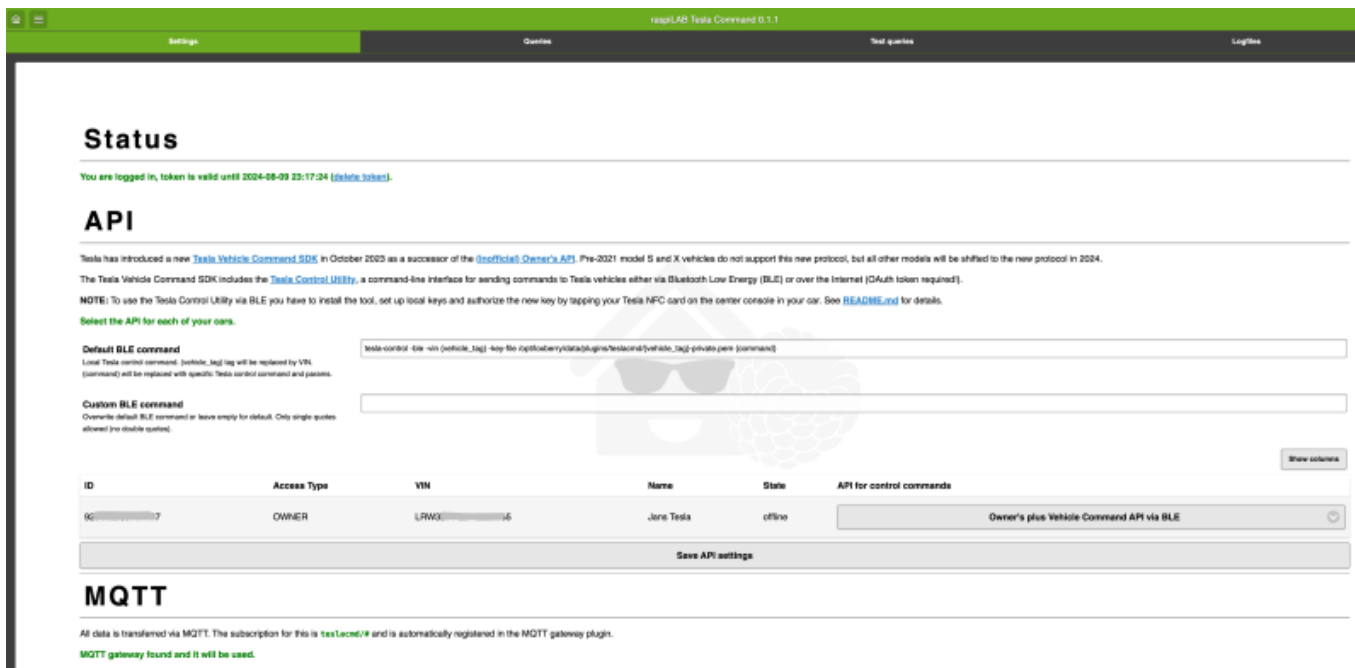 raspiLAB Tesla Command 0.1.1
Settings Queries Test queries Logfiles
Status
You are logged in, token is valid until 2024-08-09 23:17:24 (delete token).
API
Tesla has introduced a new Tesla Vehicle Command SDK in October 2023 as a successor of the (inofficial) Owner's API. Pre-2021 model S and X vehicles do not support this new protocol, but all other models will be shifted to the new protocol in 2024.
The Tesla Vehicle Command SDK includes the Tesla Control Utility, a command-line interface for sending commands to Tesla vehicles either via Bluetooth Low Energy (BLE) or over the Internet (OAuth token required!).
NOTE: To use the Tesla Control Utility via BLE you have to install the tool, set up local keys and authorize the new key by tapping your Tesla NFC card on the center console in your car. See README.md for details.
Select the API for each of your cars.
Default BLE command
tesla-control -ble -vin {vehicle_tag} -key-file /opt/loxberry/data/plugins/teslacmd/{vehicle_tag}-private.pem {command}
Local Tesla control command. {vehicle_tag} tag will be replaced by VIN.
{command} will be replaced with specific Tesla control command and params.
Custom BLE command
Overwrite default BLE command or leave empty for default. Only single quotes
allowed (no double quotes).
Show columns
ID Access Type VIN Name State API for control commands
OWNER Jans Tesla offline Owner's plus Vehicle Command API via BLE
Save API settings
MQTT
All data is transferred via MQTT. The subscription for this is teslacmd/# and is automatically registered in the MQTT gateway plugin.
MQTT gateway found and it will be used.